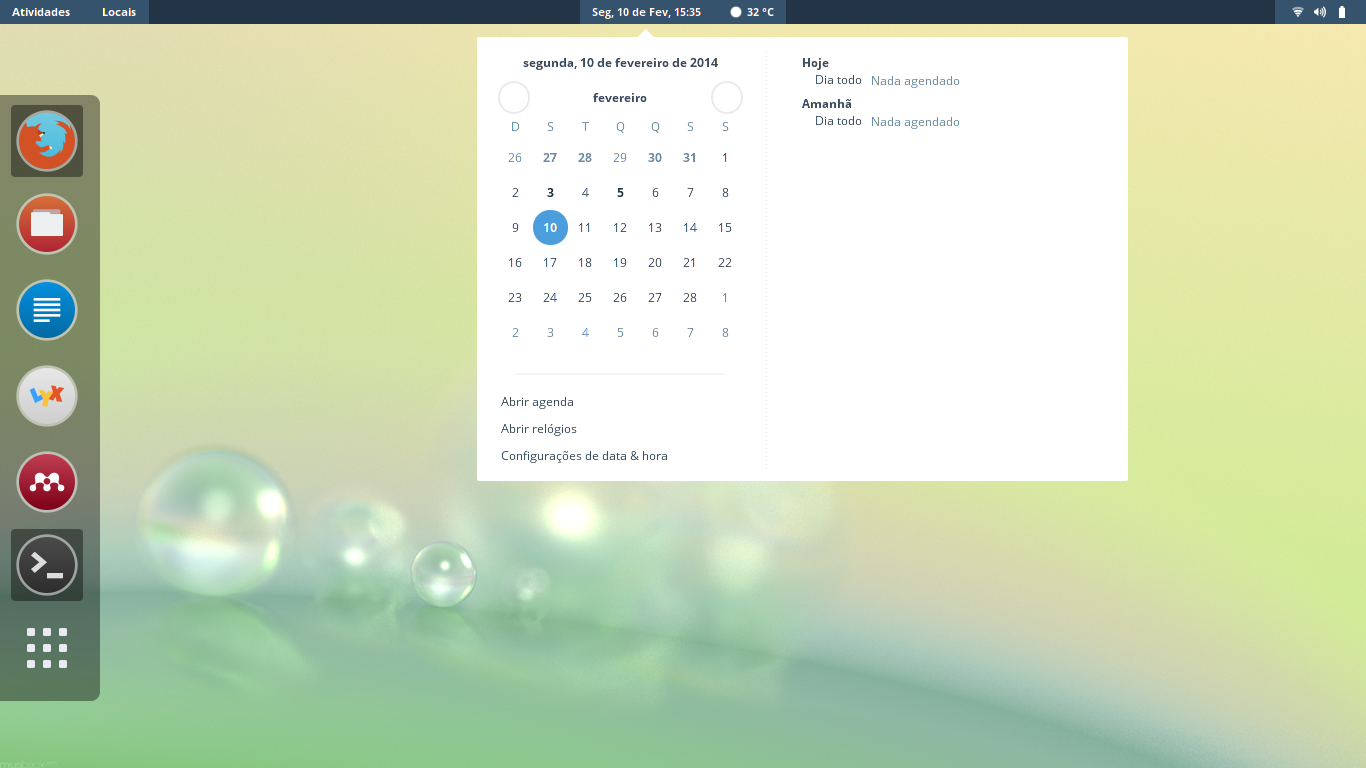 Atividades Locais Seg, 10 de Fev, 15:35 32 °C
segunda, 10 de fevereiro de 2014
fevereiro
D S T Q Q S S
26 27 28 29 30 31 1
2 3 4 5 6 7 8
9 10 11 12 13 14 15
16 17 18 19 20 21 22
23 24 25 26 27 28 1
2 3 4 5 6 7 8
Abrir agenda
Abrir relógios
Configurações de data & hora
Hoje
Dia todo Nada agendado
Amanhã
Dia todo Nada agendado
LyX